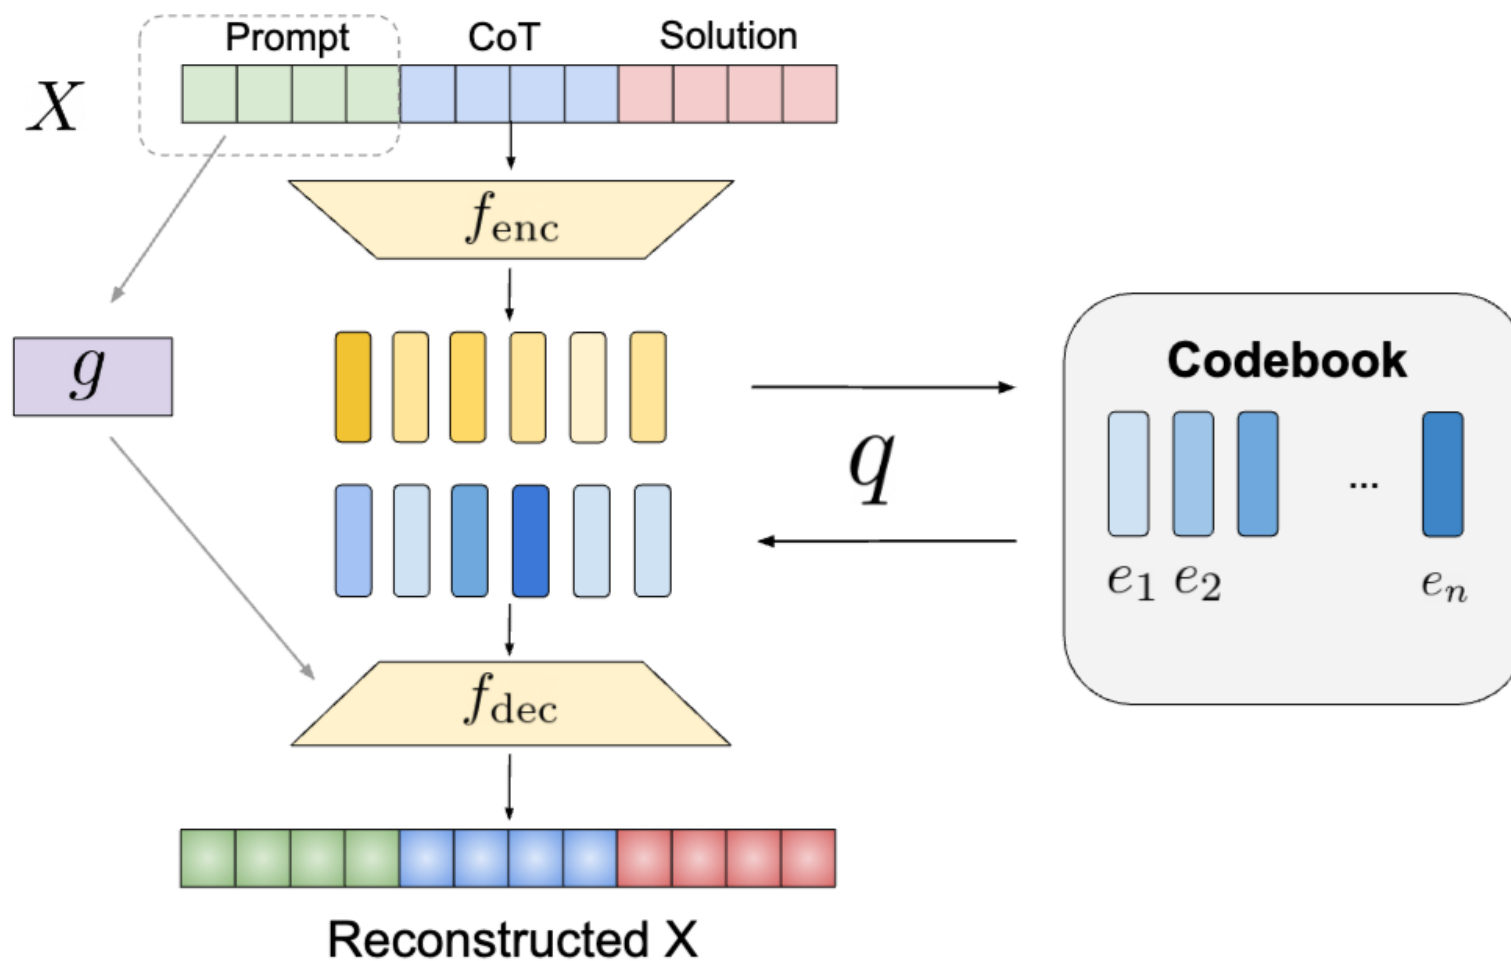 Prompt CoT Solution
X
f_enc
g
Codebook
q
...
e_1 e_2 e_n
f_dec
Reconstructed X